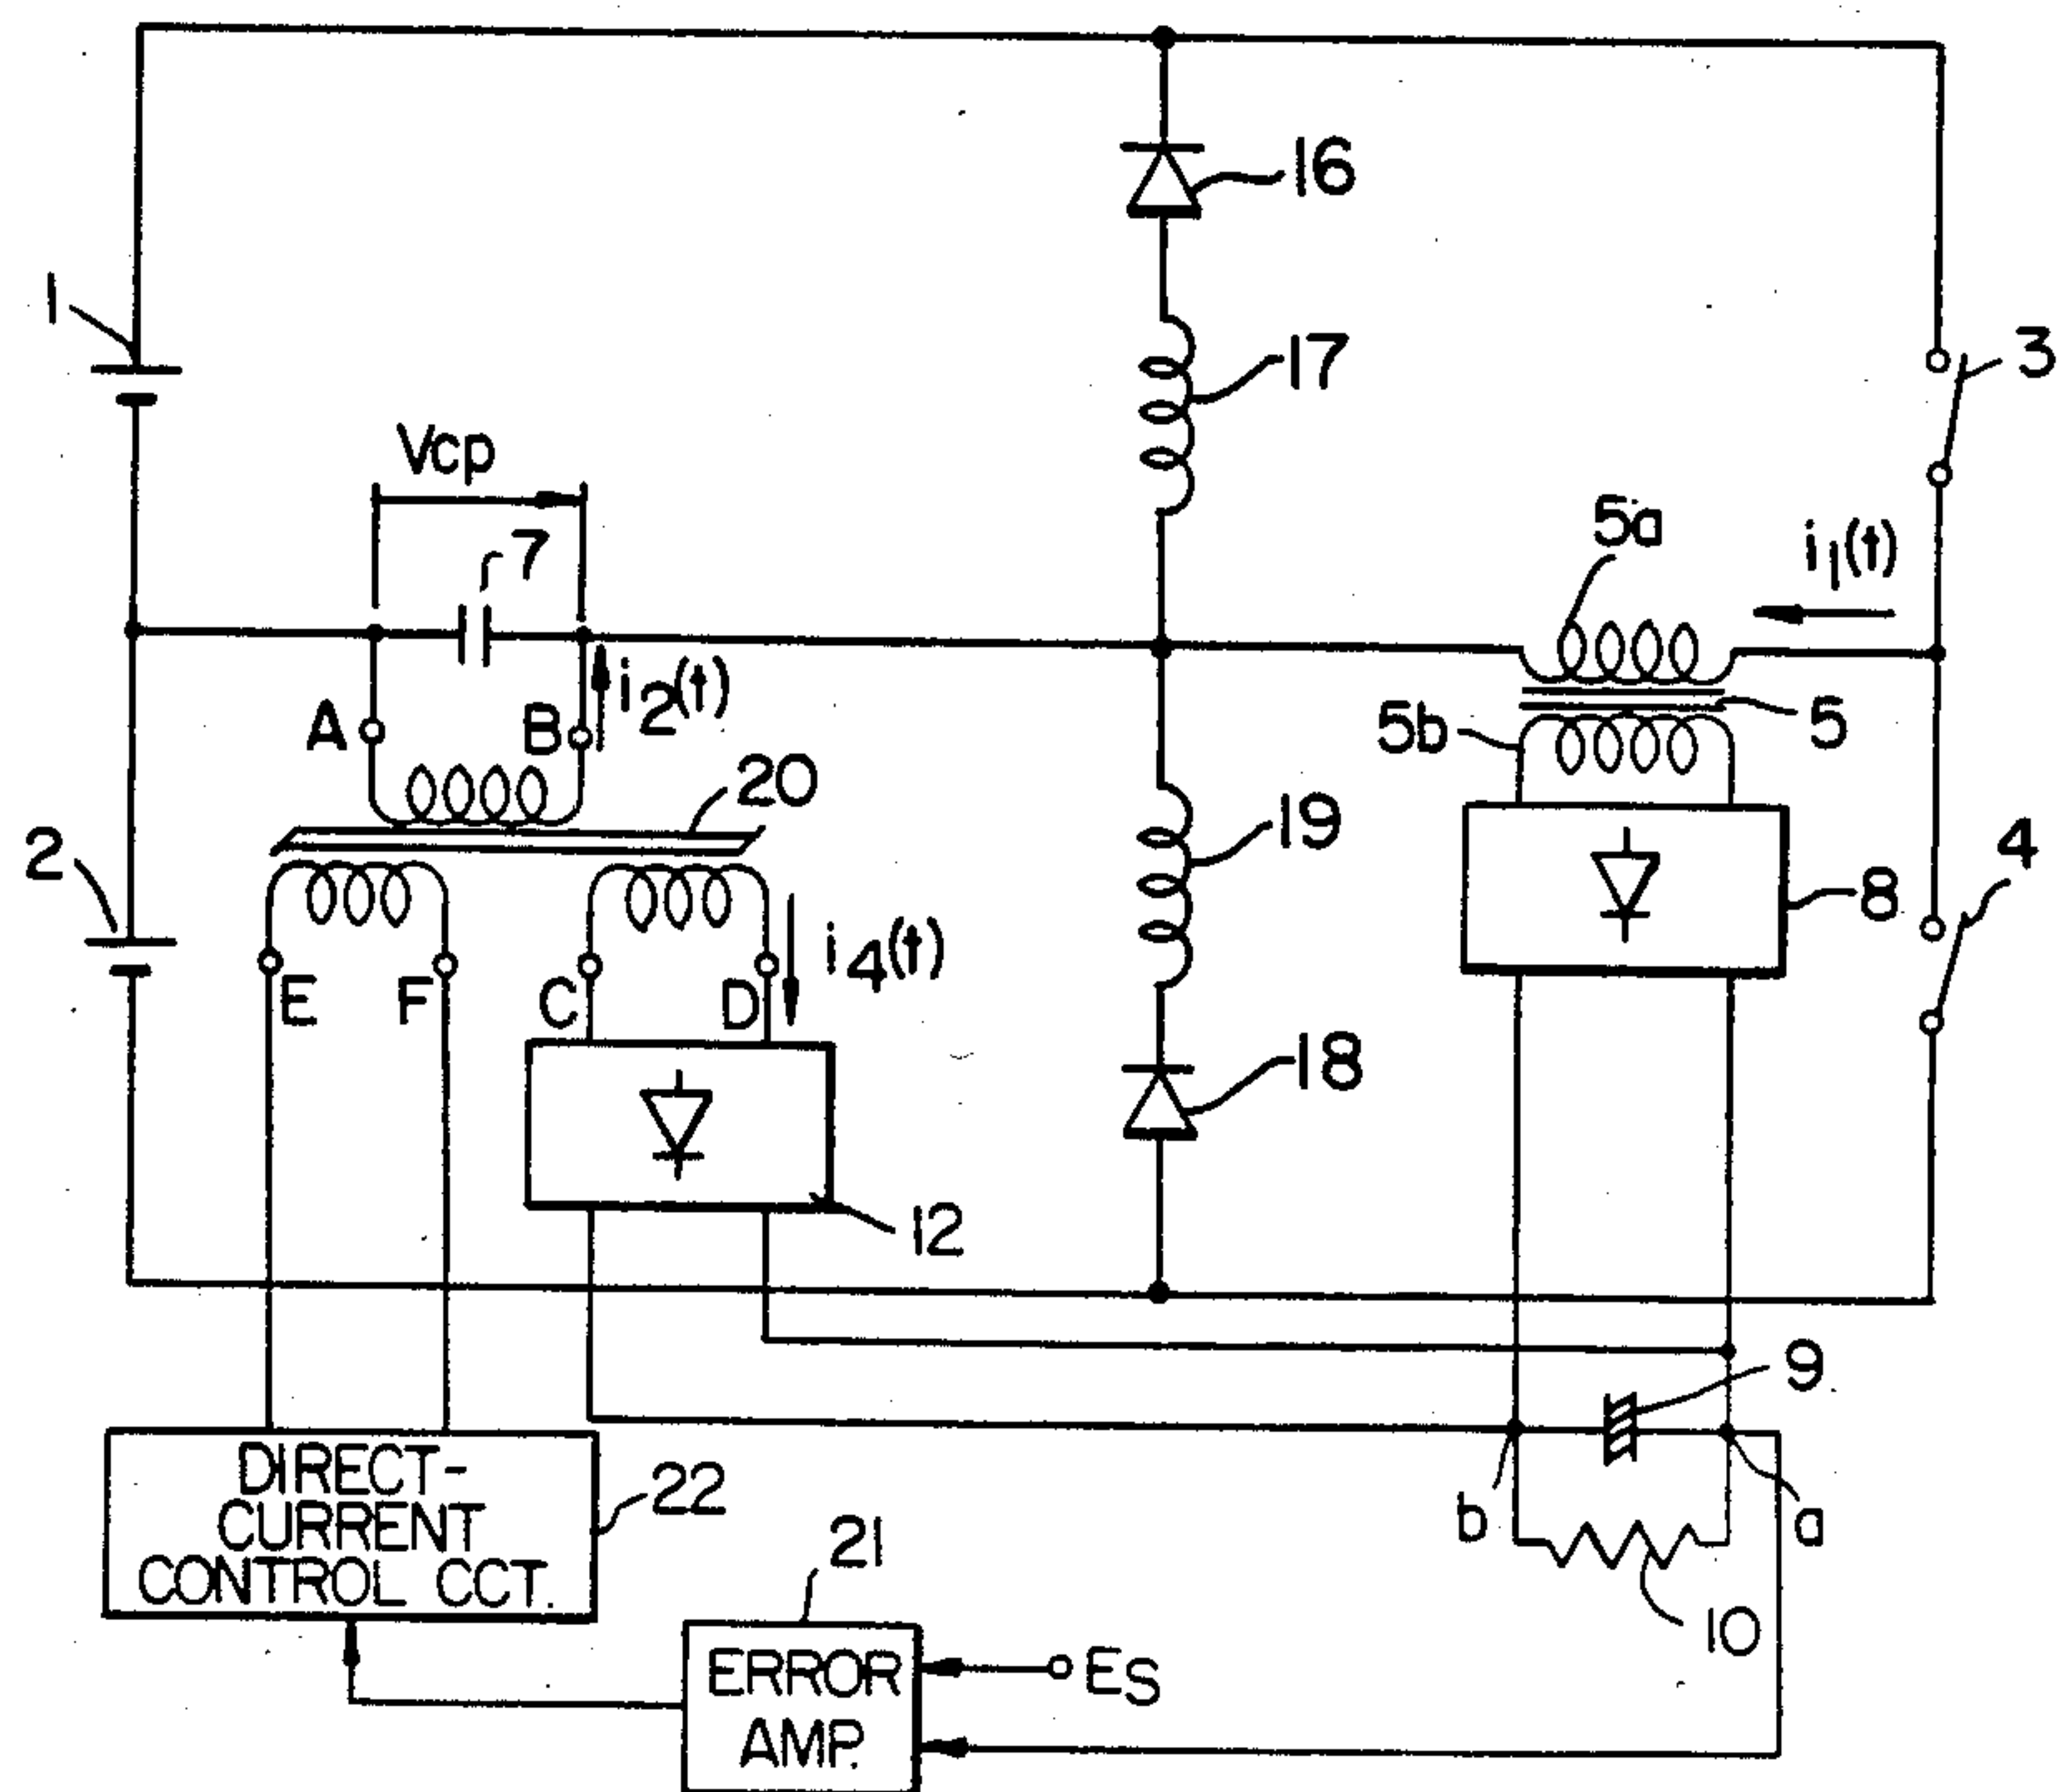 16
1
17
3
Vcp
7
5a
i1(t)
A
B
i2(t)
5b
5
20
19
2
4
8
i4(t)
E
F
C
D
18
12
9
DIRECT-
CURRENT
CONTROL CCT.
22
b
a
21
10
ERROR
AMP.
ES